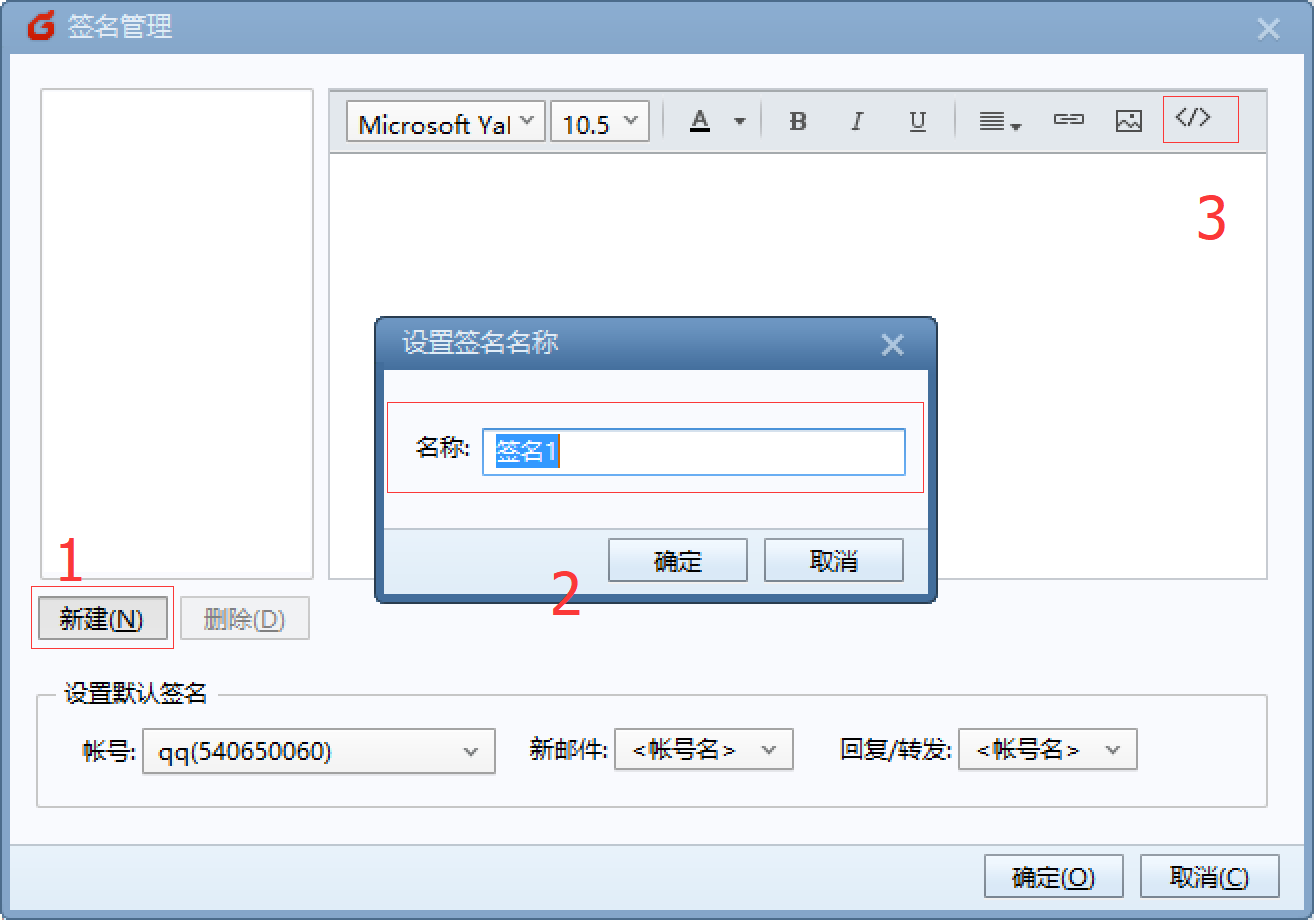 签名管理
Microsoft Yal
10.5
A
B
I
U
</>
3
设置签名名称
名称:
签名1
确定
取消
1
2
新建(N)
删除(D)
设置默认签名
帐号:
qq(540650060)
新邮件:
<帐号名>
回复/转发:
<帐号名>
确定(O)
取消(C)